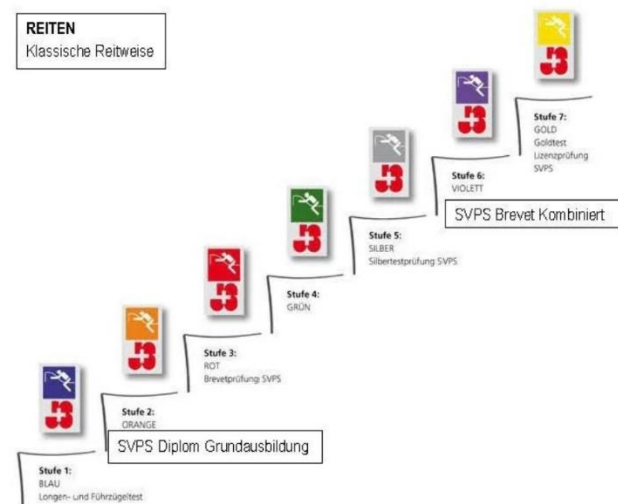 REITEN
Klassische Reitweise
J+S
Stufe 7:
GOLD
Goldtest
Lizenzprüfung
SVPS
J+S
Stufe 6:
VIOLETT
SVPS Brevet Kombiniert
J+S
Stufe 5:
SILBER
Silbertestprüfung SVPS
J+S
Stufe 4:
GRÜN
J+S
Stufe 3:
ROT
Brevetprüfung SVPS
J+S
Stufe 2:
ORANGE
SVPS Diplom Grundausbildung
J+S
Stufe 1:
BLAU
Longen- und Führzügeltest